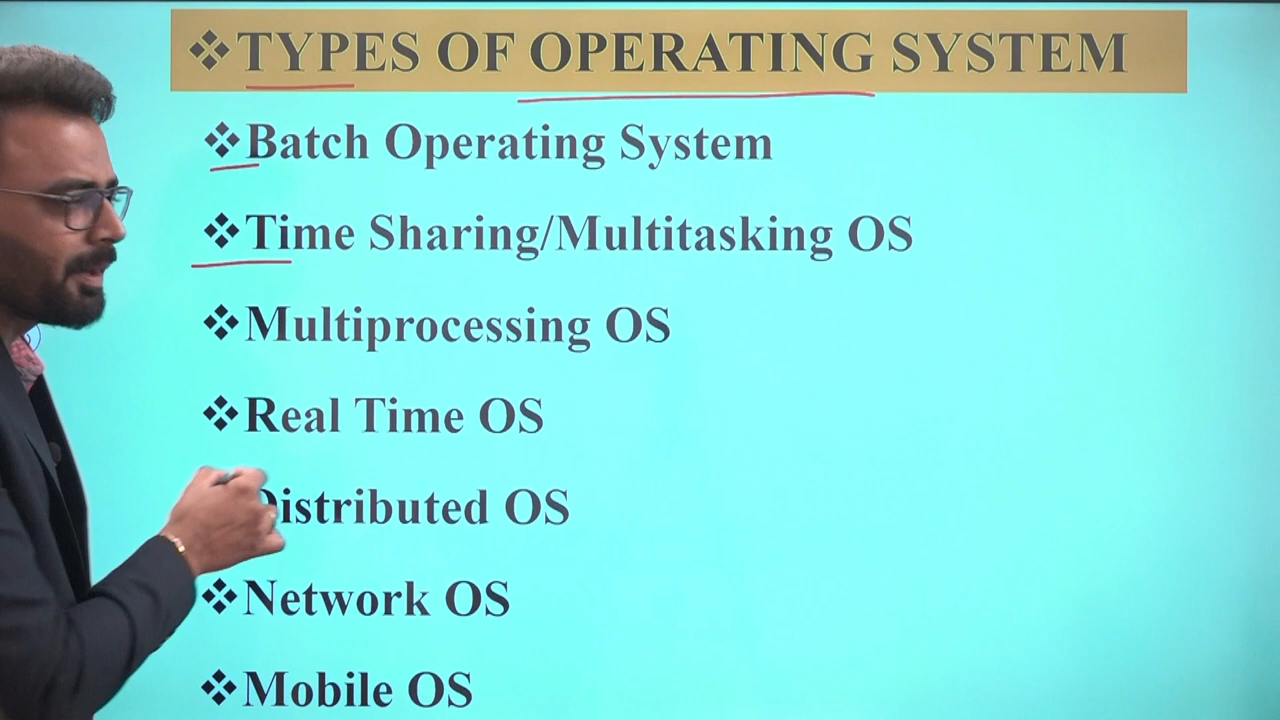 ❖TYPES OF OPERATING SYSTEM
❖Batch Operating System
❖Time Sharing/Multitasking OS
❖Multiprocessing OS
❖Real Time OS
Distributed OS
❖Network OS
❖Mobile OS